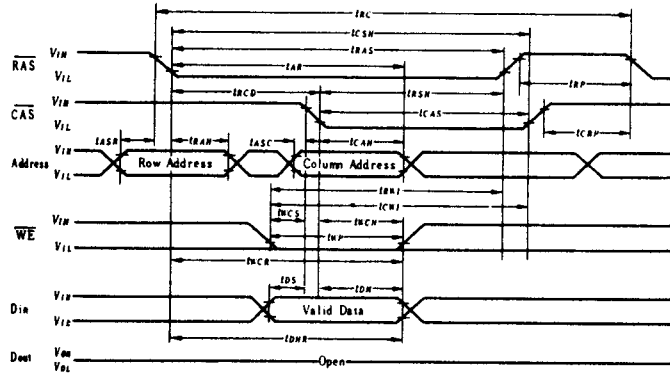 tRC
tCSH
tRAS
tAR
RAS VIH
VIL
tRP
tRCD tRSH
CAS VIH
VIL
tCAS
tCRP
tASR tRAH tASC tCAH
Address VIH
VIL
Row Address Column Address
tRWI
tCWI
tWCS tWCH
WE VIH
VIL
tWP
tWCR
tDS tDH
Din VIH
VIL
Valid Data
tDHR
Dout VOH
VOL
Open